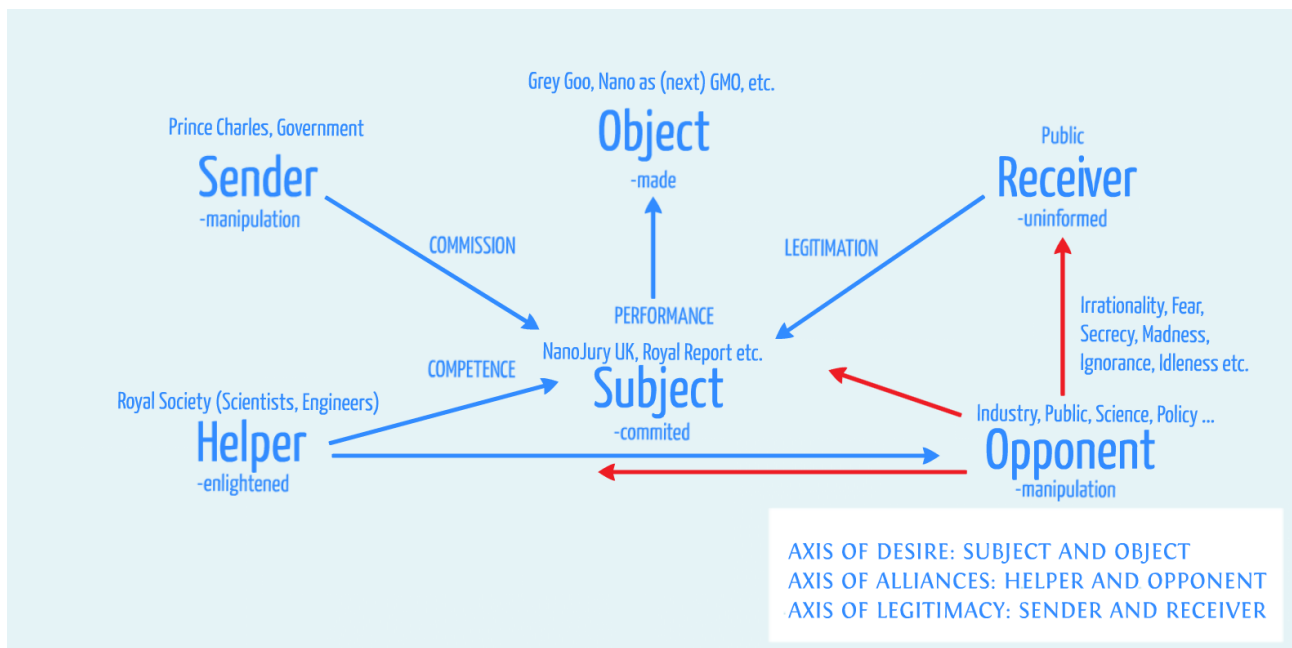 Grey Goo, Nano as (next) GMO, etc.
Object
-made
Prince Charles, Government
Sender
-manipulation
Public
Receiver
-uninformed
COMMISSION
LEGITIMATION
PERFORMANCE
NanoJury UK, Royal Report etc.
Subject
-commited
COMPETENCE
Royal Society (Scientists, Engineers)
Helper
-enlightened
Irrationality, Fear,
Secrecy, Madness,
Ignorance, Idleness etc.
Industry, Public, Science, Policy ...
Opponent
-manipulation
AXIS OF DESIRE: SUBJECT AND OBJECT
AXIS OF ALLIANCES: HELPER AND OPPONENT
AXIS OF LEGITIMACY: SENDER AND RECEIVER